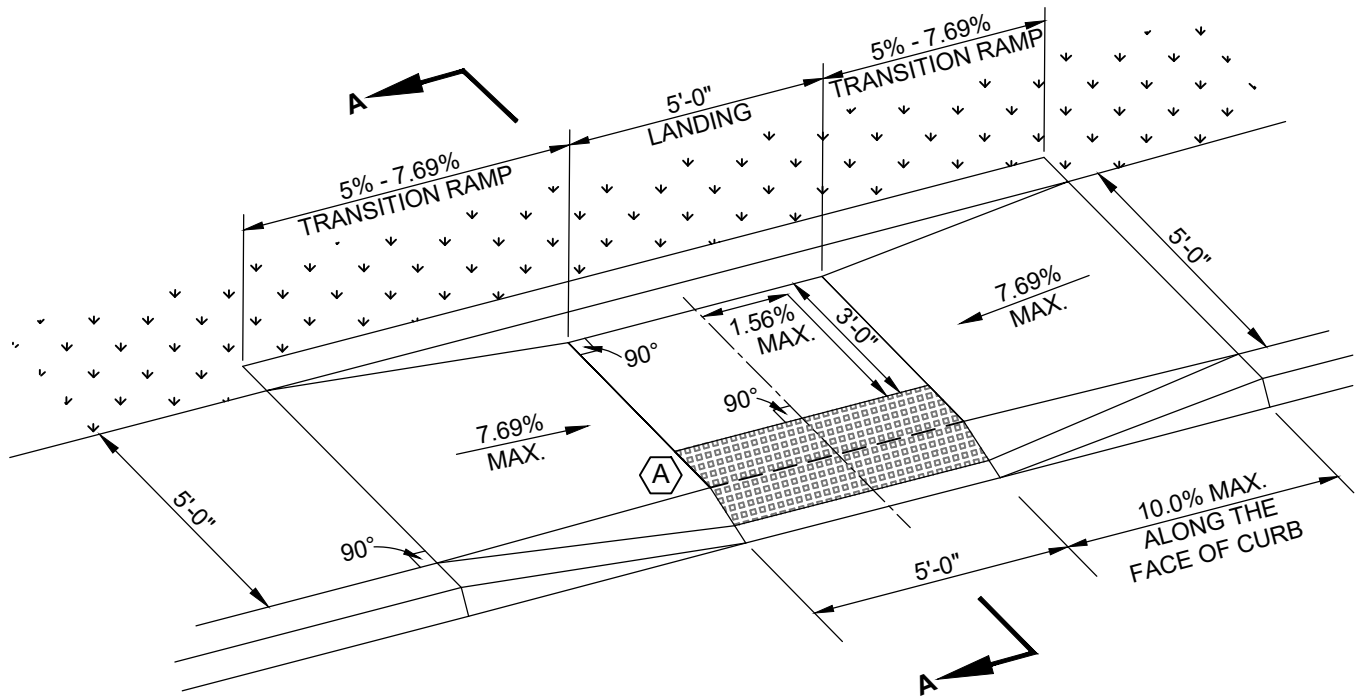 5% - 7.69%
TRANSITION RAMP
A
5'-0"
LANDING
5% - 7.69%
TRANSITION RAMP
5'-0"
7.69%
MAX.
1.56%
MAX.
3'-0"
90°
90°
7.69%
MAX.
A
5'-0"
90°
10.0% MAX.
ALONG THE
FACE OF CURB
5'-0"
A